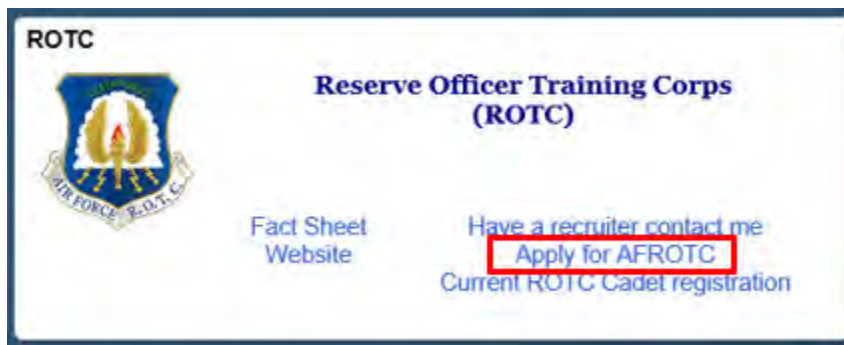 ROTC
Reserve Officer Training Corps
(ROTC)
AIR FORCE R.O.T.C.
Fact Sheet
Have a recruiter contact me
Website
Apply for AFROTC
Current ROTC Cadet registration